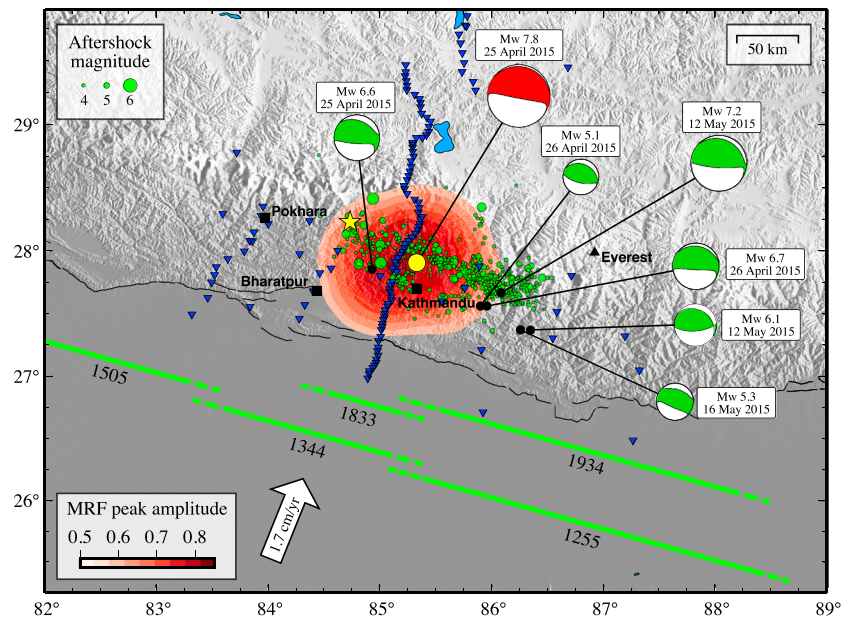 Aftershock
magnitude
4 5 6
50 km
Mw 7.8
25 April 2015
Mw 6.6
25 April 2015
Mw 7.2
12 May 2015
Mw 5.1
26 April 2015
29°
Pokhara
28°
Everest
Bharatpur
Mw 6.7
26 April 2015
Kathmandu
Mw 6.1
12 May 2015
27°
1505
Mw 5.3
16 May 2015
1833
1344
1934
26°
MRF peak amplitude
0.5 0.6 0.7 0.8
1.7 cm/yr
1255
82° 83° 84° 85° 86° 87° 88° 89°